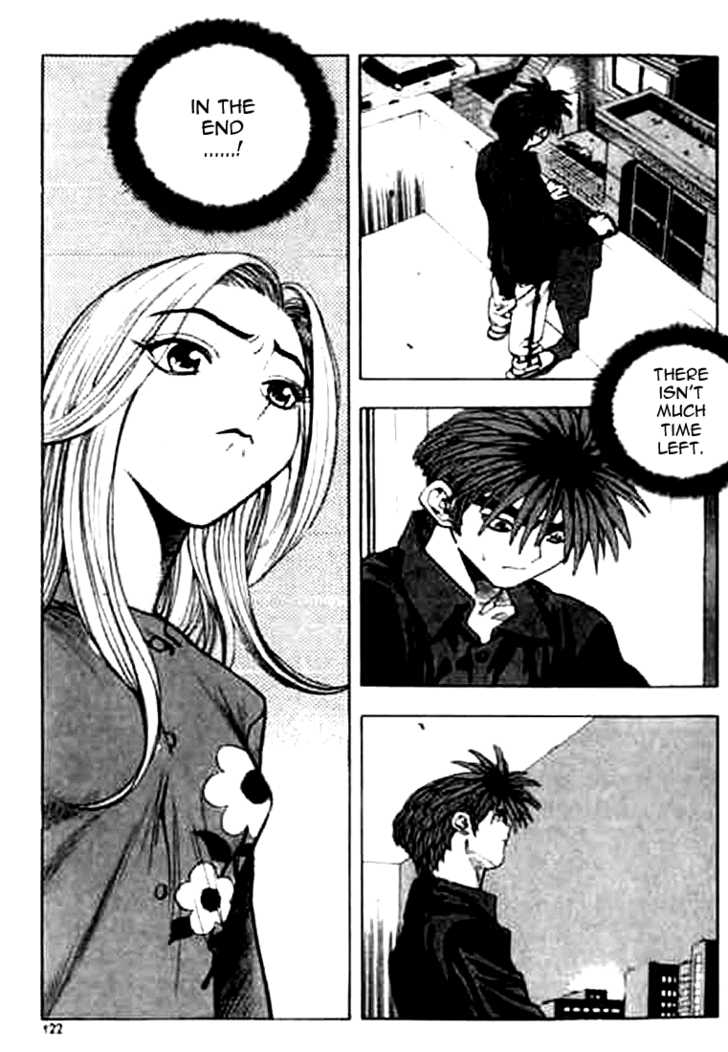 IN THE
END
......!
THERE
ISN'T
MUCH
TIME
LEFT.
122